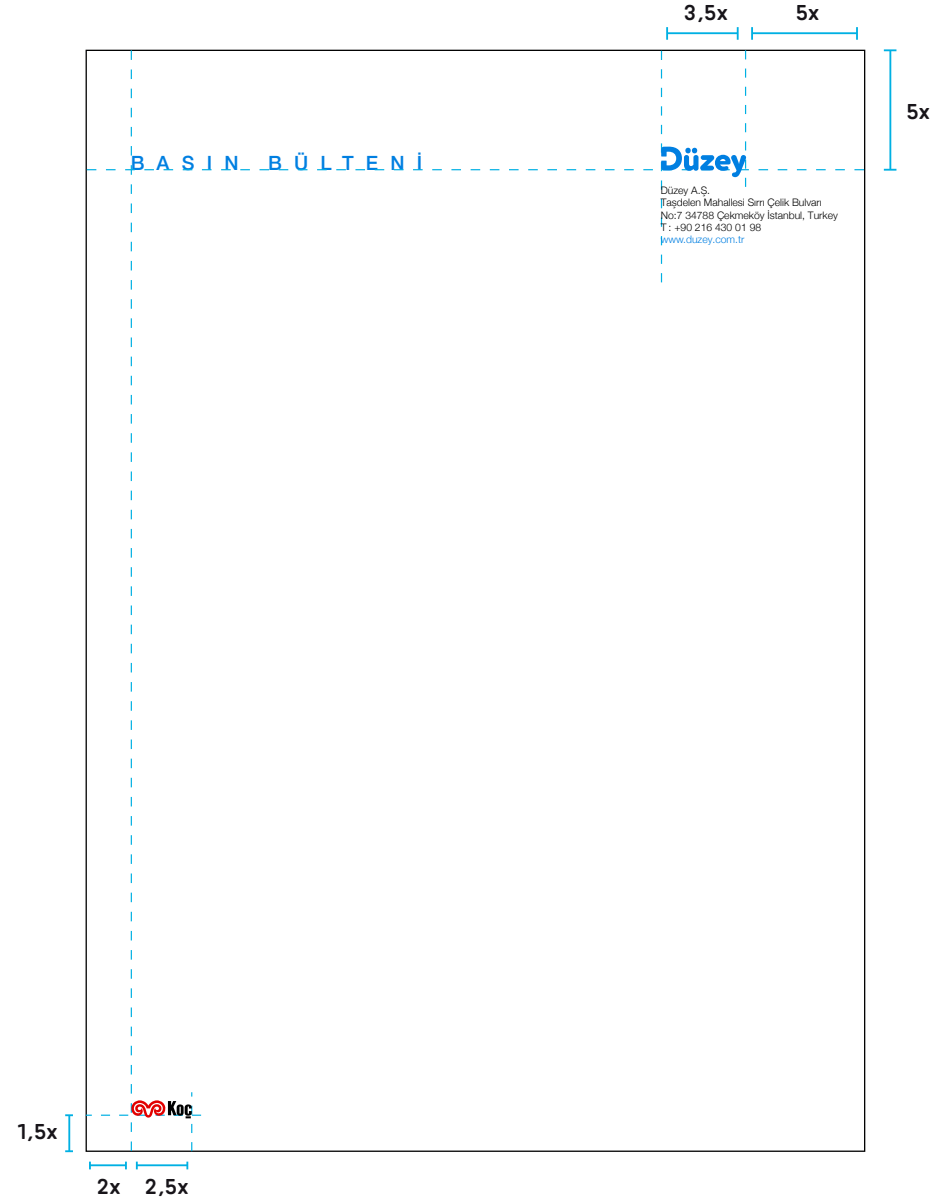 3,5x 5x
5x
BASIN BÜLTENİ
Düzey
Düzey A.Ş.
Taşdelen Mahallesi Sırrı Çelik Bulvarı
No:7 34788 Çekmeköy İstanbul, Turkey
T : +90 216 430 01 98
www.duzey.com.tr
Koç
1,5x
2x 2,5x